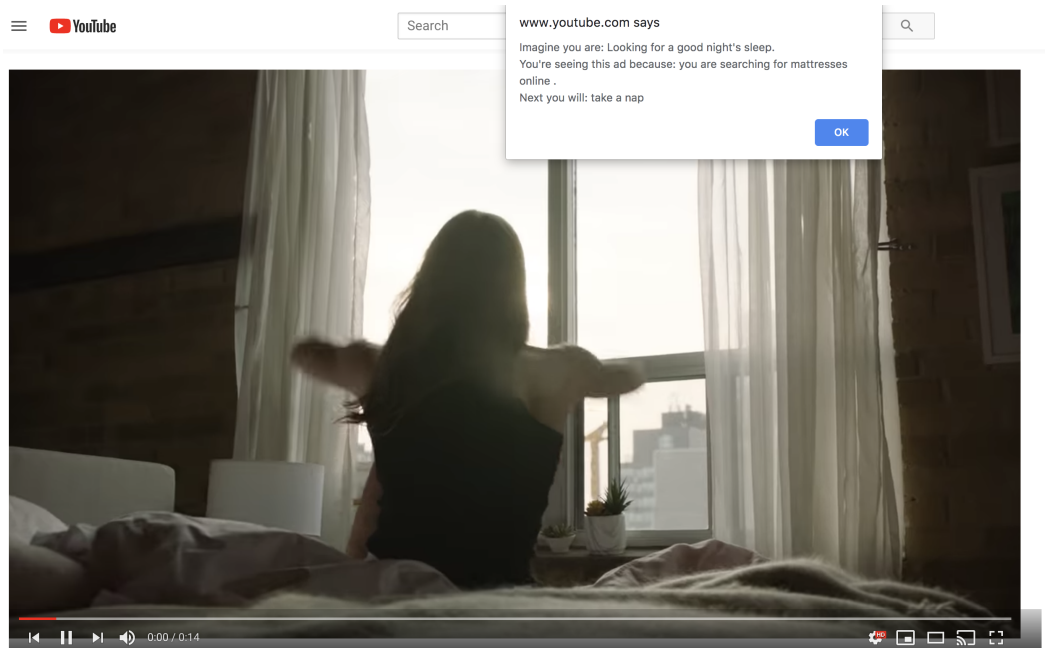 YouTube
Search
www.youtube.com says
Imagine you are: Looking for a good night's sleep.
You're seeing this ad because: you are searching for mattresses
online .
Next you will: take a nap
OK
0:00 / 0:14
HD